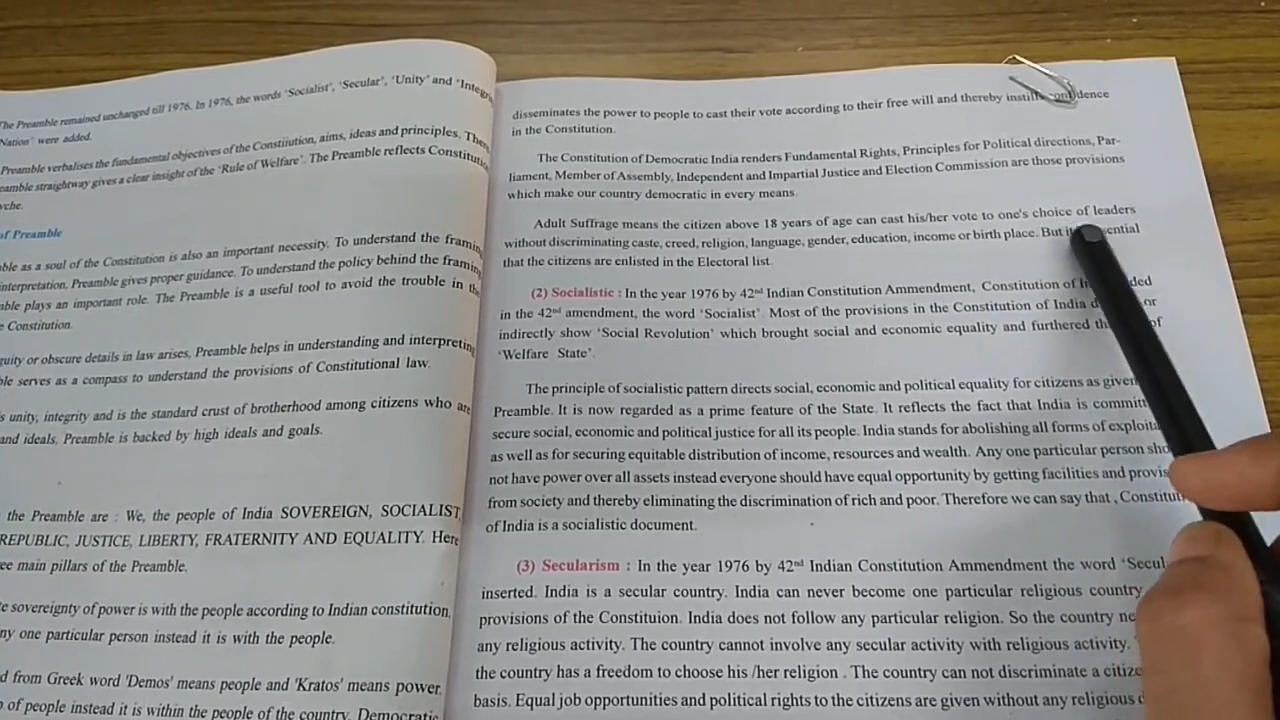 The Preamble remained unchanged till 1976. In 1976, the words 'Socialist', 'Secular', 'Unity' and
Nation' were added.
Preamble verbalises the fundamental objectives of the Constiiution, aims, ideas and principles.
straightway gives a clear insight of the 'Rule of Welfare'. The Preamble reflects
of Preamble
as a soul of the Constitution is also an important necessity. To understand the
interpretation, Preamble gives proper guidance. To understand the policy behind the
plays an important role. The Preamble is a useful tool to avoid the trouble in
Constitution.
or obscure details in law arises, Preamble helps in understanding and interpreting
serves as a compass to understand the provisions of Constitutional law.
unity, integrity and is the standard crust of brotherhood among citizens who are
and ideals. Preamble is backed by high ideals and goals.
the Preamble are : We, the people of India SOVEREIGN, SOCIALIST,
REPUBLIC, JUSTICE, LIBERTY, FRATERNITY AND EQUALITY. Here
main pillars of the Preamble.
sovereignty of power is with the people according to Indian constitution,
any one particular person instead it is with the people.
from Greek word 'Demos' means people and 'Kratos' means power.
of people instead it is within the people of the country. Democratic
disseminates the power to people to cast their vote according to their free will and thereby
in the Constitution.
The Constitution of Democratic India renders Fundamental Rights, Principles for Political directions, Par-
liament, Member of Assembly, Independent and Impartial Justice and Election Commission are those provisions
which make our country democratic in every means.
Adult Suffrage means the citizen above 18 years of age can cast his/her vote to one's choice of leaders
without discriminating caste, creed, religion, language, gender, education, income or birth place. But
that the citizens are enlisted in the Electoral list.
(2) Socialistic : In the year 1976 by 42nd Indian Constitution Ammendment, Constitution of
in the 42nd amendment, the word 'Socialist'. Most of the provisions in the Constitution of India or
indirectly show 'Social Revolution' which brought social and economic equality and furthered of
'Welfare State'.
The principle of socialistic pattern directs social, economic and political equality for citizens as given
Preamble. It is now regarded as a prime feature of the State. It reflects the fact that India is
secure social, economic and political justice for all its people. India stands for abolishing all forms of
as well as for securing equitable distribution of income, resources and wealth. Any one particular person
not have power over all assets instead everyone should have equal opportunity by getting facilities and
from society and thereby eliminating the discrimination of rich and poor. Therefore we can say that ,
of India is a socialistic document.
(3) Secularism : In the year 1976 by 42nd Indian Constitution Ammendment the word
inserted. India is a secular country. India can never become one particular religious country
provisions of the Constituion. India does not follow any particular religion. So the country
any religious activity. The country cannot involve any secular activity with religious activity.
the country has a freedom to choose his /her religion . The country can not discriminate a
basis. Equal job opportunities and political rights to the citizens are given without any religious